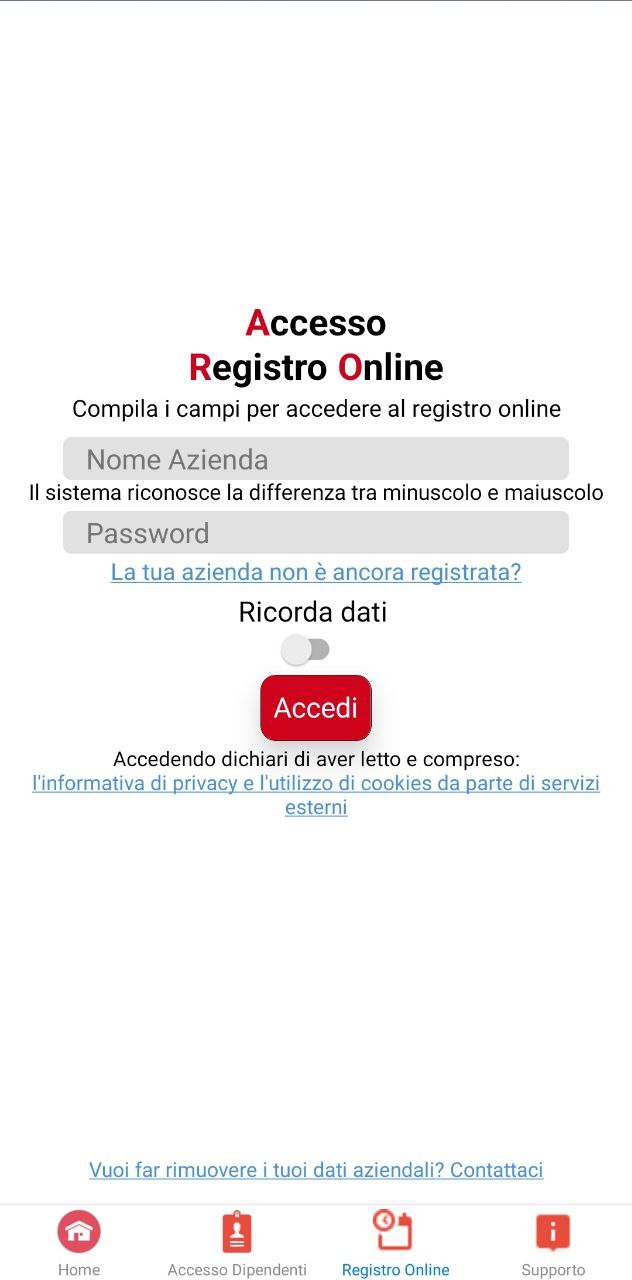 Accesso
Registro Online
Compila i campi per accedere al registro online
Nome Azienda
Il sistema riconosce la differenza tra minuscolo e maiuscolo
Password
La tua azienda non è ancora registrata?
Ricorda dati
Accedi
Accedendo dichiari di aver letto e compreso:
l'informativa di privacy e l'utilizzo di cookies da parte di servizi
esterni
Vuoi far rimuovere i tuoi dati aziendali? Contattaci
Home Accesso Dipendenti Registro Online Supporto